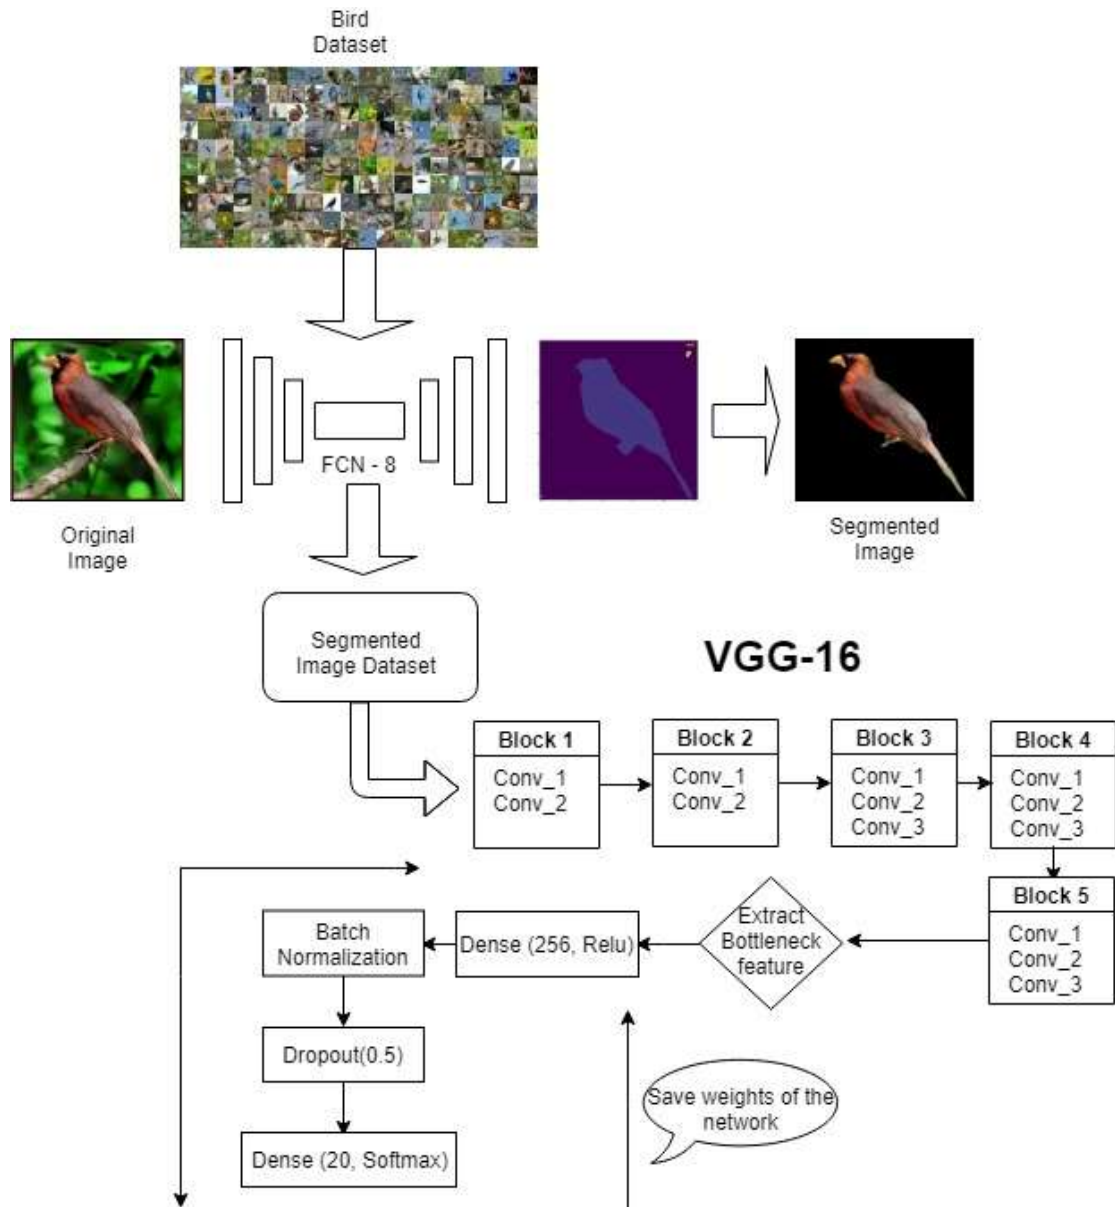 Bird
Dataset
FCN - 8
Original
Image
Segmented
Image
Segmented
Image Dataset
VGG-16
Block 1
Conv_1
Conv_2
Block 2
Conv_1
Conv_2
Block 3
Conv_1
Conv_2
Conv_3
Block 4
Conv_1
Conv_2
Conv_3
Block 5
Conv_1
Conv_2
Conv_3
Extract
Bottleneck
feature
Dense (256, Relu)
Batch
Normalization
Dropout(0.5)
Dense (20, Softmax)
Save weights of the
network